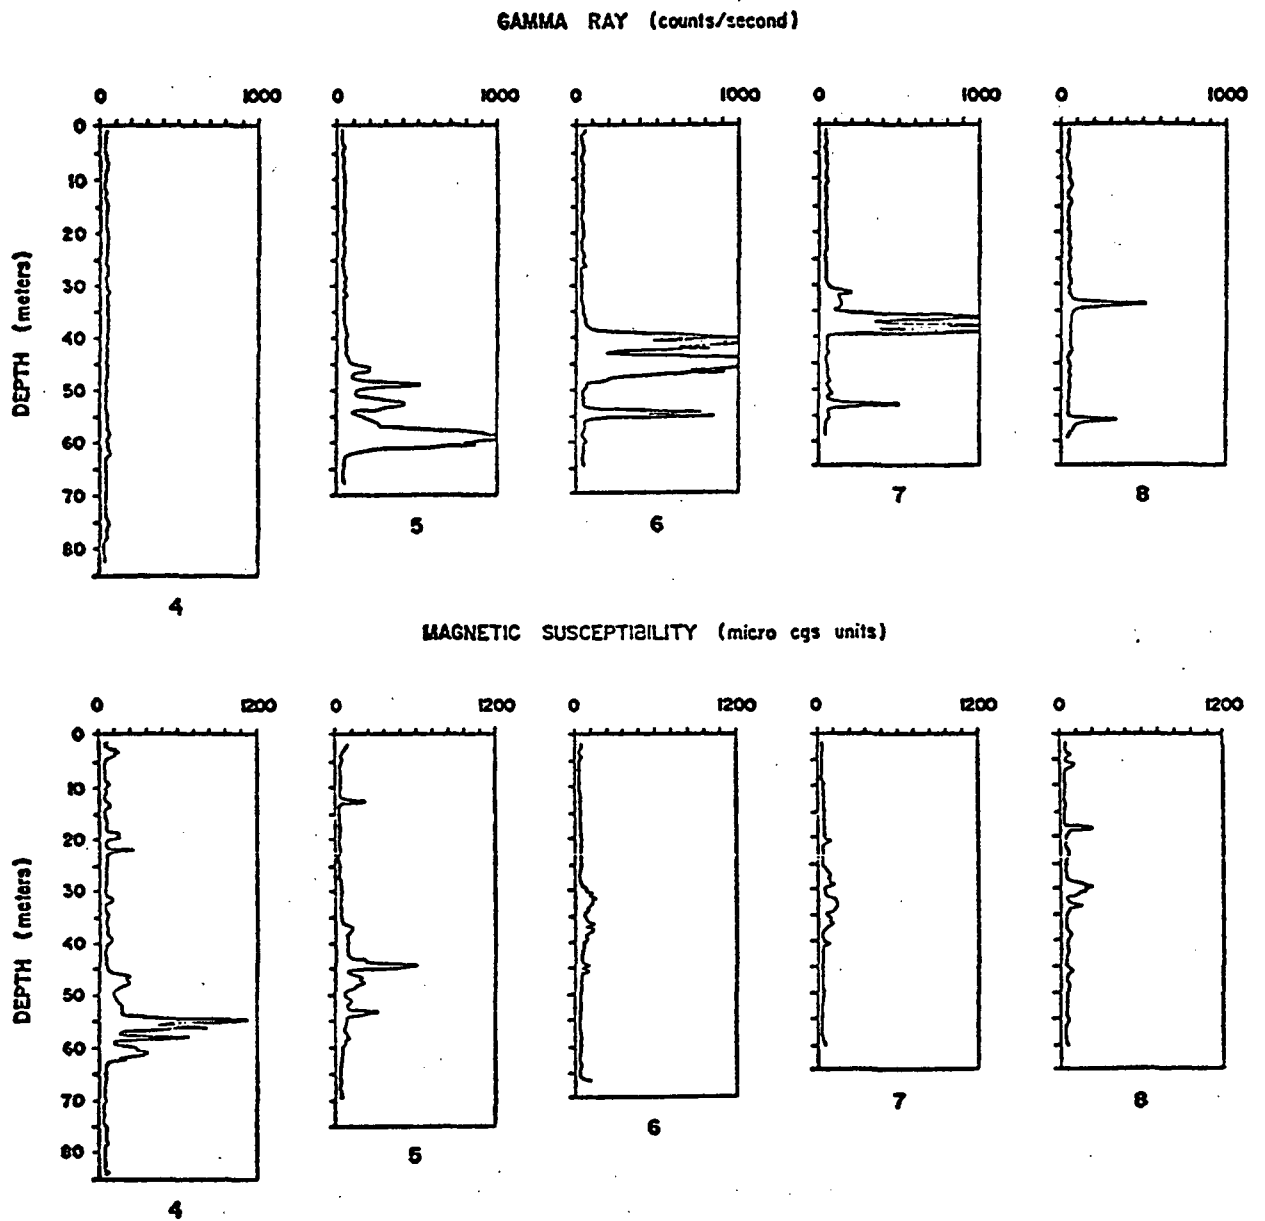 GAMMA RAY (counts/second)
0 1000 0 1000 0 1000 0 1000 0 1000
0
10
20
30
40
50
60
70
80
DEPTH (meters)
4 5 6 7 8
MAGNETIC SUSCEPTIBILITY (micro cgs units)
0 1200 0 1200 0 1200 0 1200 0 1200
0
10
20
30
40
50
60
70
80
DEPTH (meters)
4 5 6 7 8